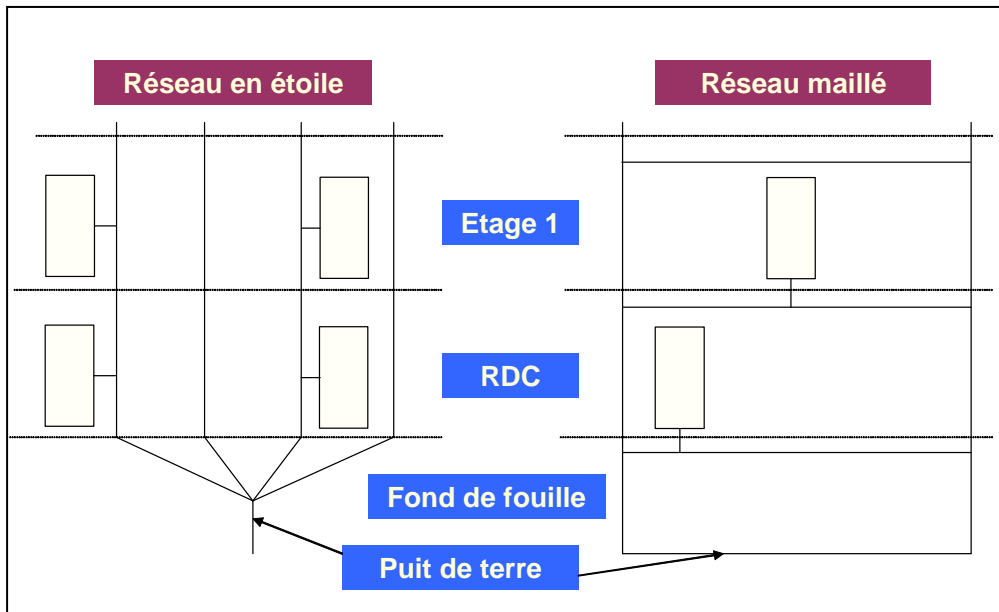 Réseau en étoile
Réseau maillé
Etage 1
RDC
Fond de fouille
Puit de terre